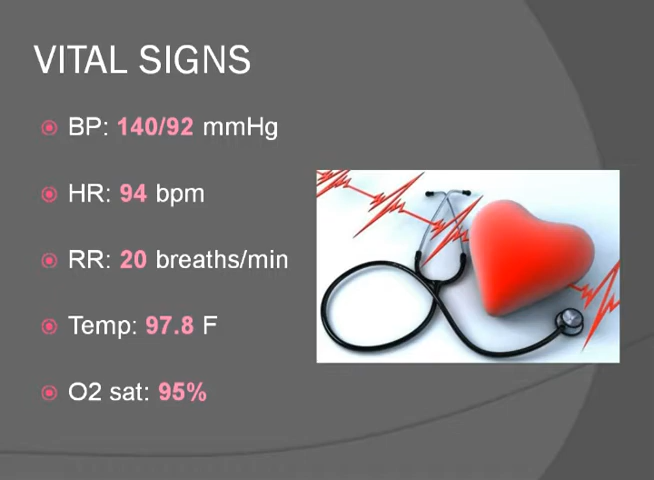 VITAL SIGNS
BP: 140/92 mmHg
HR: 94 bpm
RR: 20 breaths/min
Temp: 97.8 F
O2 sat: 95%